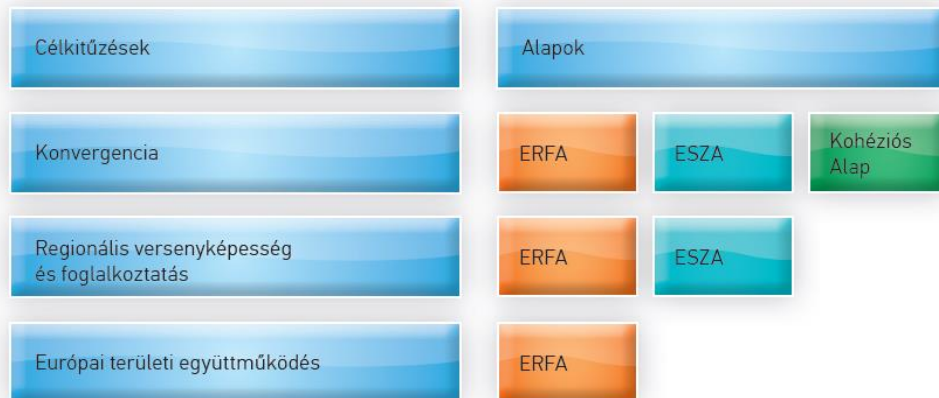 Célkitűzések
Alapok
Konvergencia
ERFA
ESZA
Kohéziós
Alap
Regionális versenyképesség
és foglalkoztatás
ERFA
ESZA
Európai területi együttműködés
ERFA